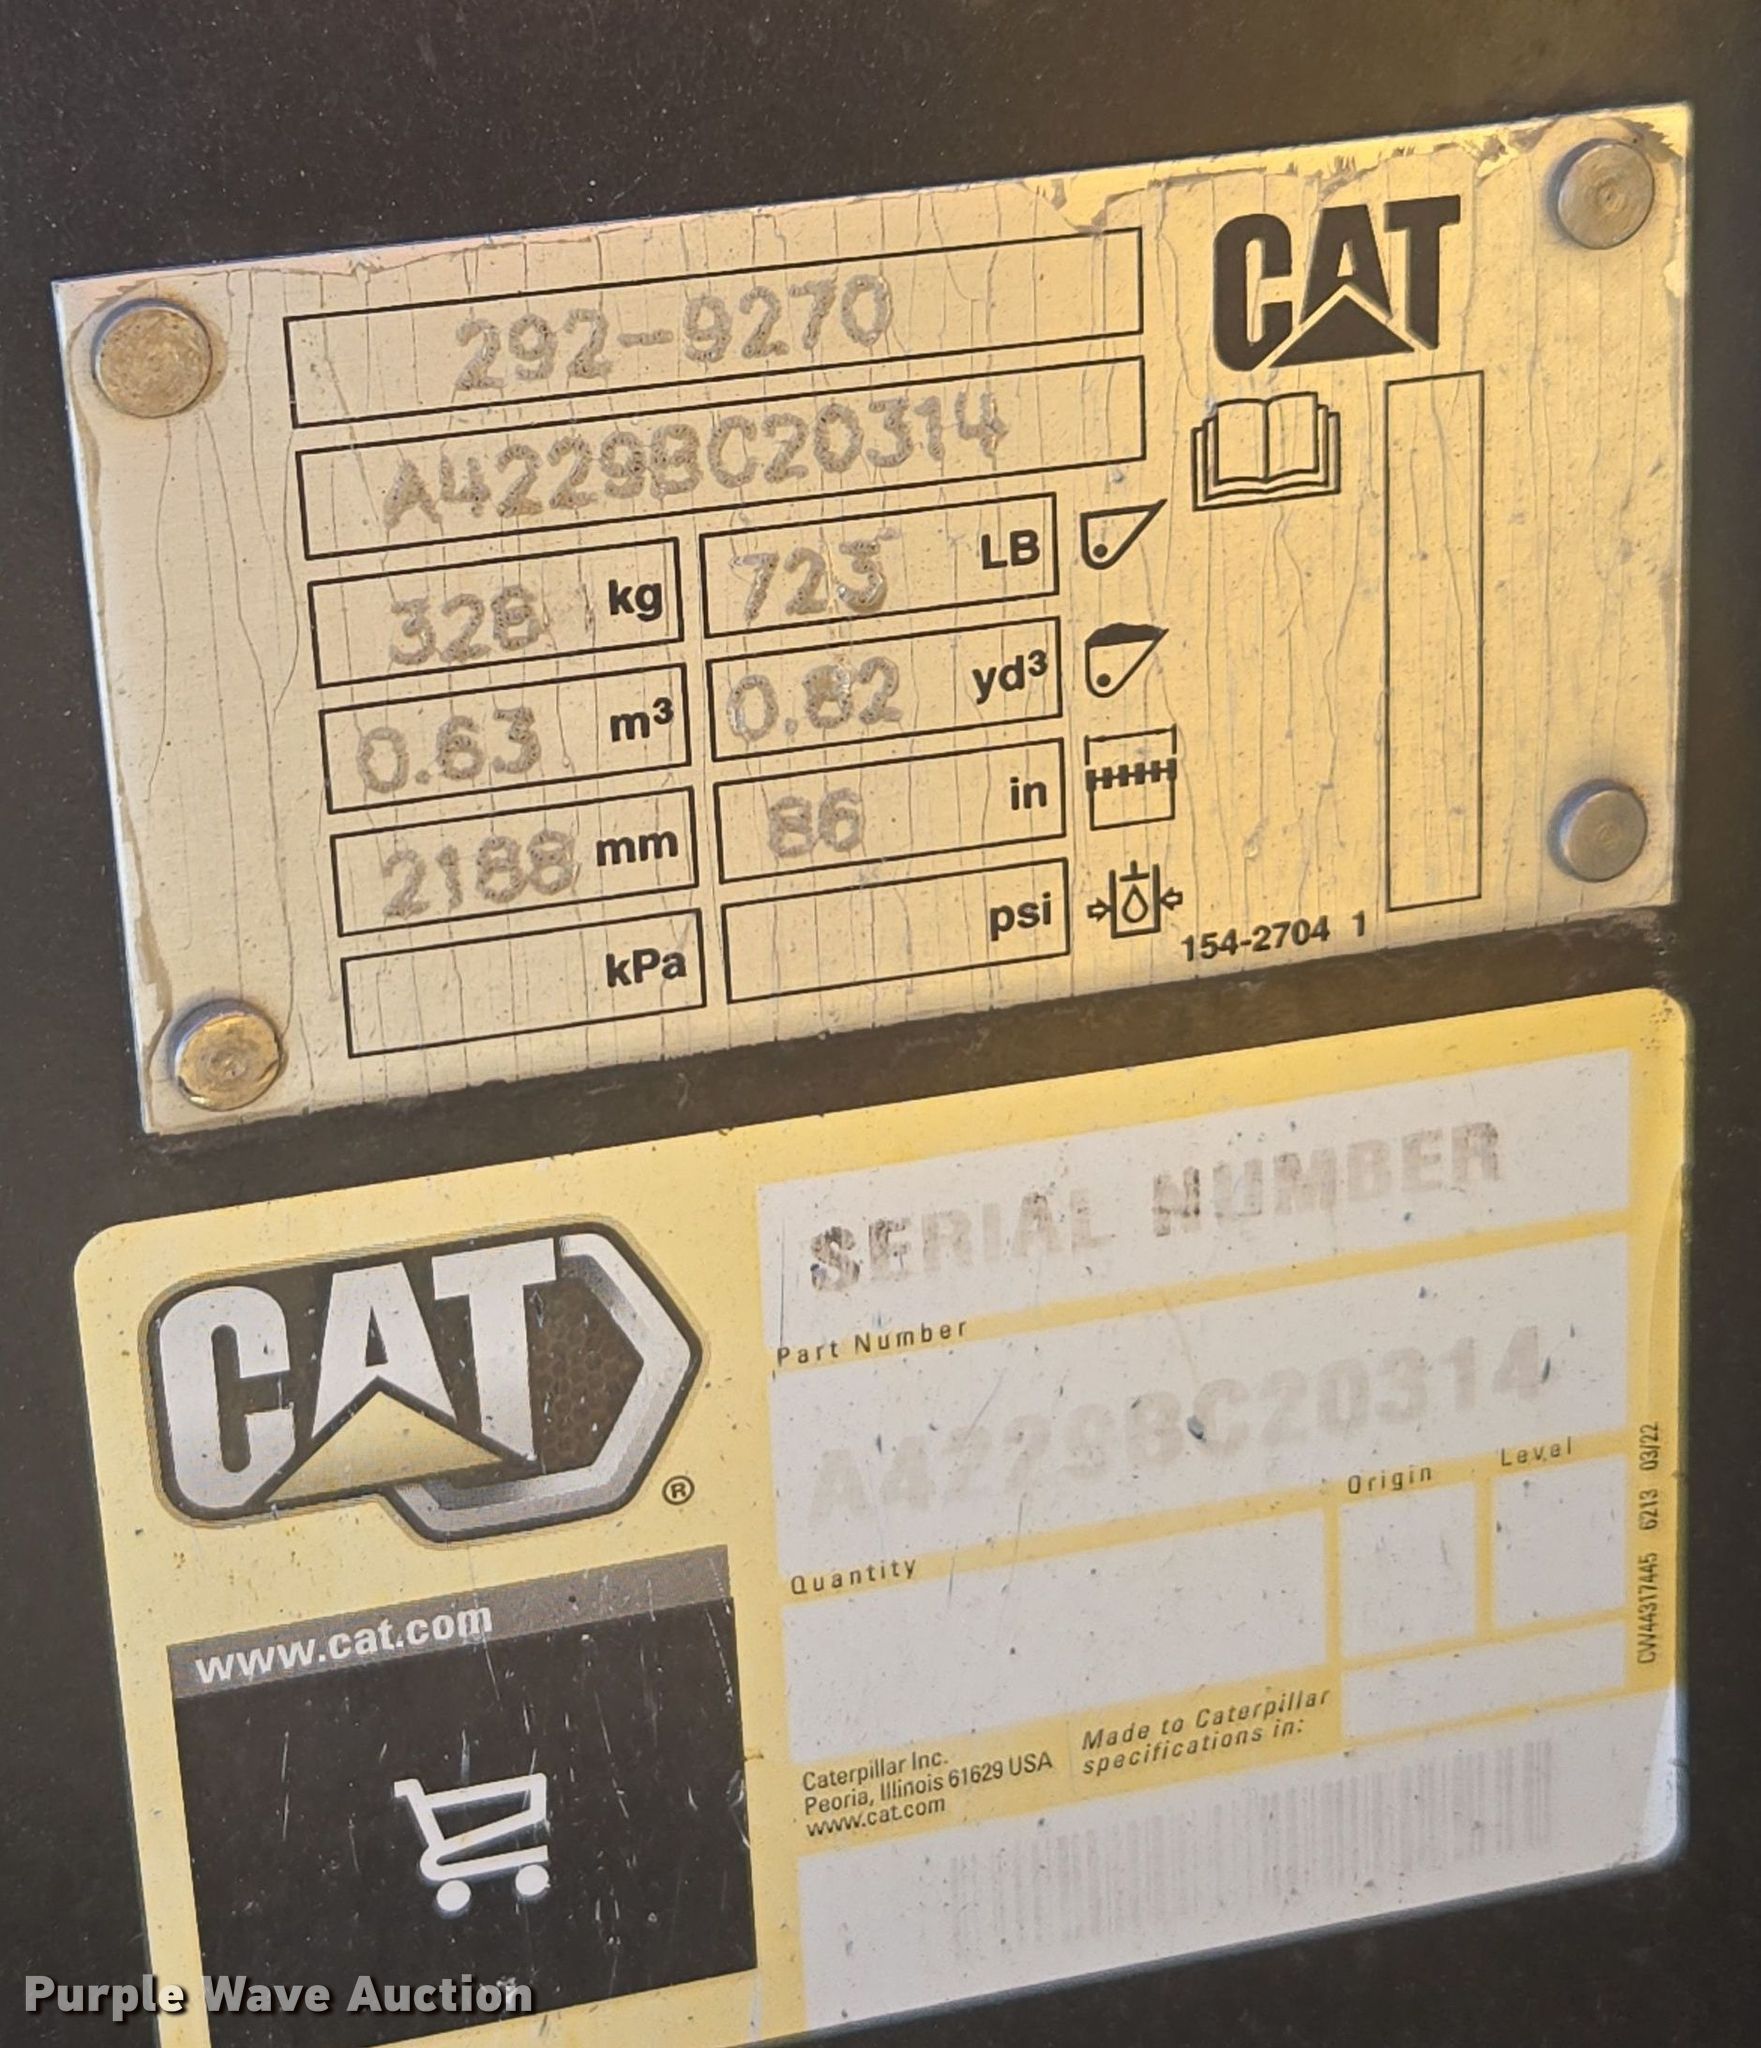 CAT
292-9270
A4229BC20314
328 kg 723 LB
0.63 m³ 0.82 yd³
2188 mm 86 in
kPa psi
154-2704 1
SERIAL NUMBER
Part Number
A4229BC20314
Quantity
Origin
Level
CAT®
www.cat.com
Caterpillar Inc.
Peoria, Illinois 61629 USA
www.cat.com
Made to Caterpillar
specifications in:
CW44317445 6213 03/22
Purple Wave Auction